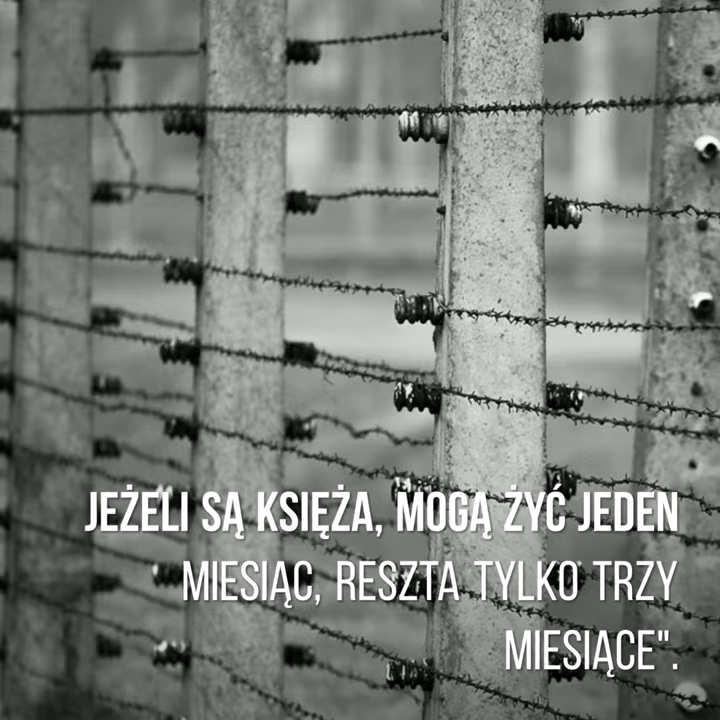 JEŻELI SĄ KSIĘŻA, MOGĄ ŻYĆ JEDEN
MIESIĄC, RESZTA TYLKO TRZY
MIESIĄCE".